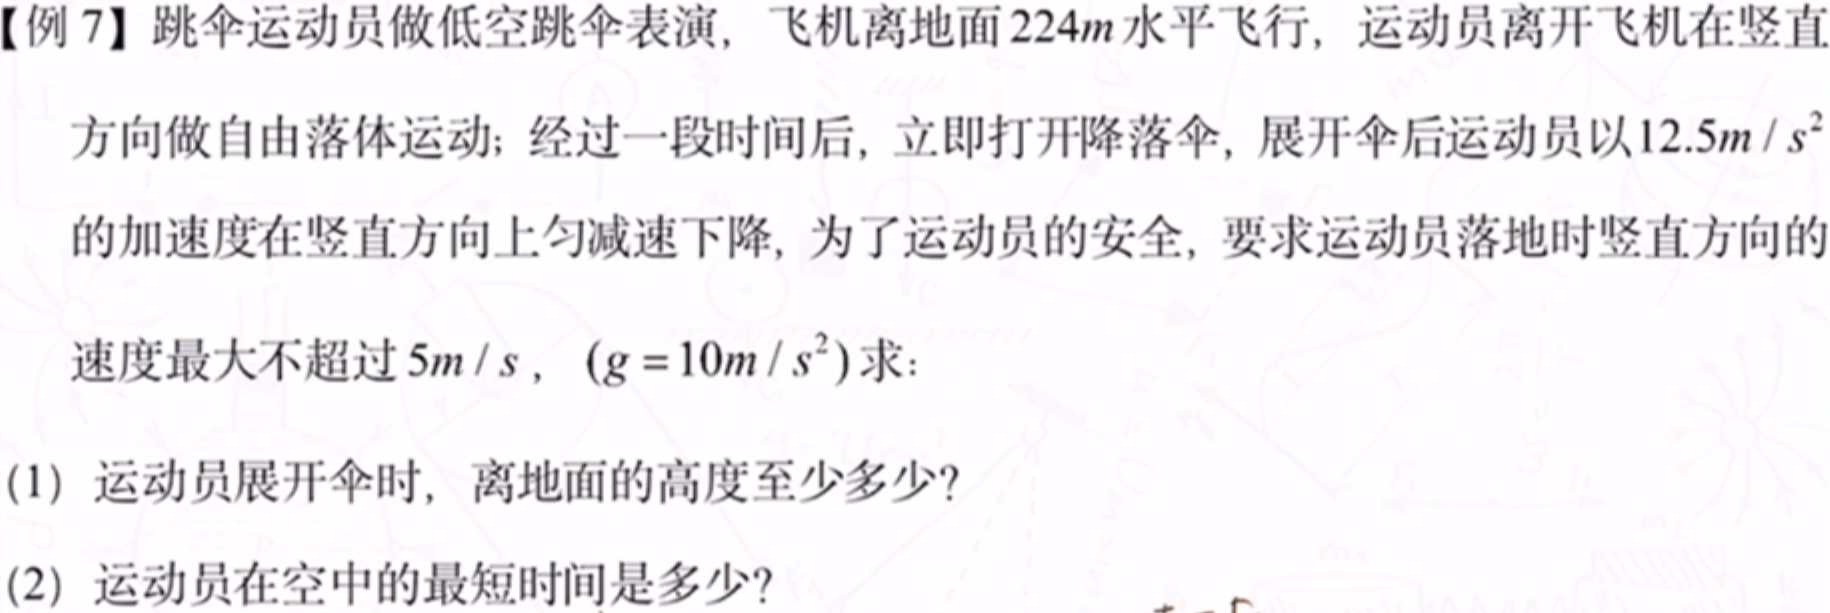 【例 7】跳伞运动员做低空跳伞表演，飞机离地面224m水平飞行，运动员离开飞机在竖直
方向做自由落体运动；经过一段时间后，立即打开降落伞，展开伞后运动员以12.5m / s²
的加速度在竖直方向上匀减速下降，为了运动员的安全，要求运动员落地时竖直方向的
速度最大不超过 5m / s ，(g = 10m / s²) 求：
(1) 运动员展开伞时，离地面的高度至少多少？
(2) 运动员在空中的最短时间是多少？